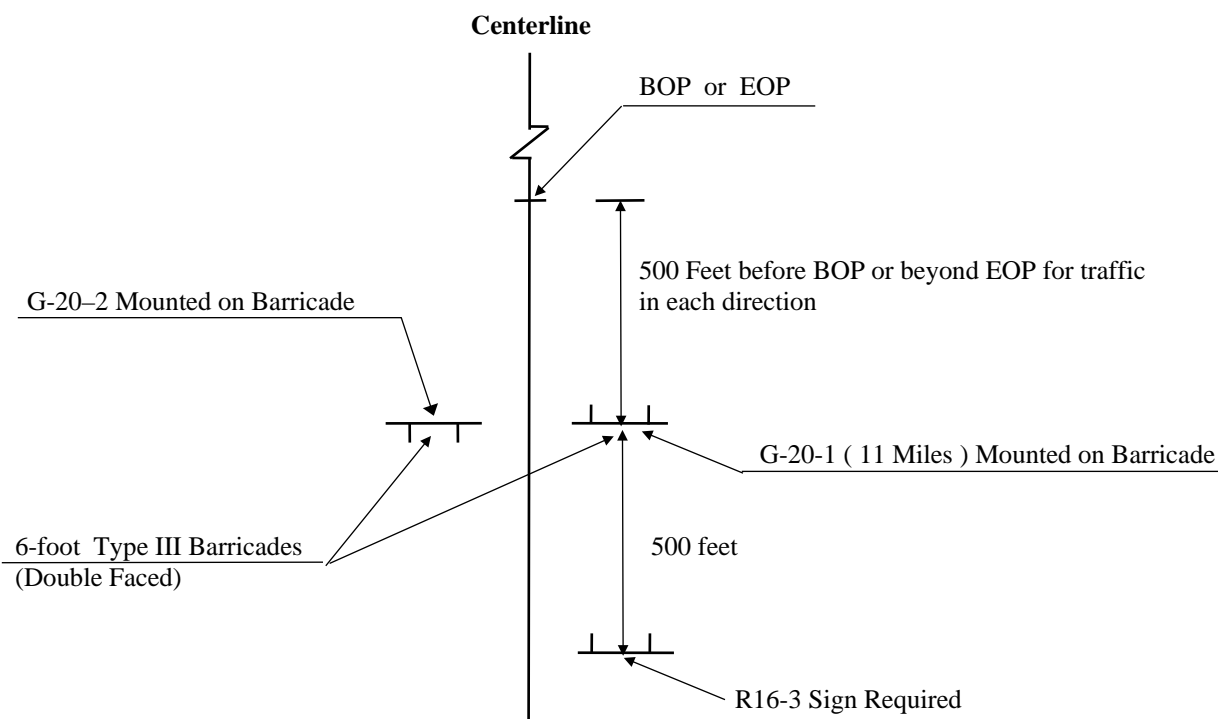 Centerline
BOP or EOP
500 Feet before BOP or beyond EOP for traffic
in each direction
G-20–2 Mounted on Barricade
G-20-1 ( 11 Miles ) Mounted on Barricade
6-foot Type III Barricades
(Double Faced)
500 feet
R16-3 Sign Required